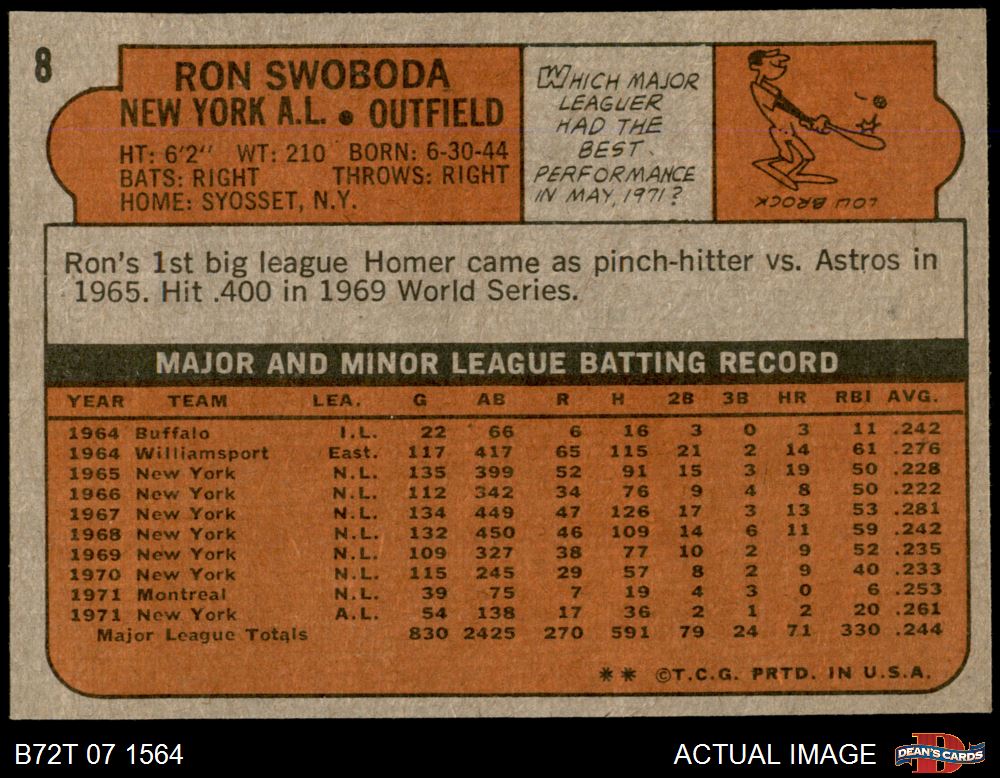 8
RON SWOBODA
NEW YORK A.L. • OUTFIELD
HT: 6'2" WT: 210 BORN: 6-30-44
BATS: RIGHT THROWS: RIGHT
HOME: SYOSSET, N.Y.
WHICH MAJOR
LEAGUER
HAD THE
BEST
PERFORMANCE
IN MAY, 1971?
LOU BROCK
Ron's 1st big league Homer came as pinch-hitter vs. Astros in
1965. Hit .400 in 1969 World Series.
MAJOR AND MINOR LEAGUE BATTING RECORD
YEAR TEAM LEA. G AB R H 2B 3B HR RBI AVG.
1964 Buffalo I.L. 22 66 6 16 3 0 3 11 .242
1964 Williamsport East. 117 417 65 115 21 2 14 61 .276
1965 New York N.L. 135 399 52 91 15 3 19 50 .228
1966 New York N.L. 112 342 34 76 9 4 8 50 .222
1967 New York N.L. 134 449 47 126 17 3 13 53 .281
1968 New York N.L. 132 450 46 109 14 6 11 59 .242
1969 New York N.L. 109 327 38 77 10 2 9 52 .235
1970 New York N.L. 115 245 29 57 8 2 9 40 .233
1971 Montreal N.L. 39 75 7 19 4 3 0 6 .253
1971 New York A.L. 54 138 17 36 2 1 2 20 .261
Major League Totals 830 2425 270 591 79 24 71 330 .244
** ©T.C.G. PRTD. IN U.S.A.
B72T 07 1564
ACTUAL IMAGE
D
DEAN'S CARDS